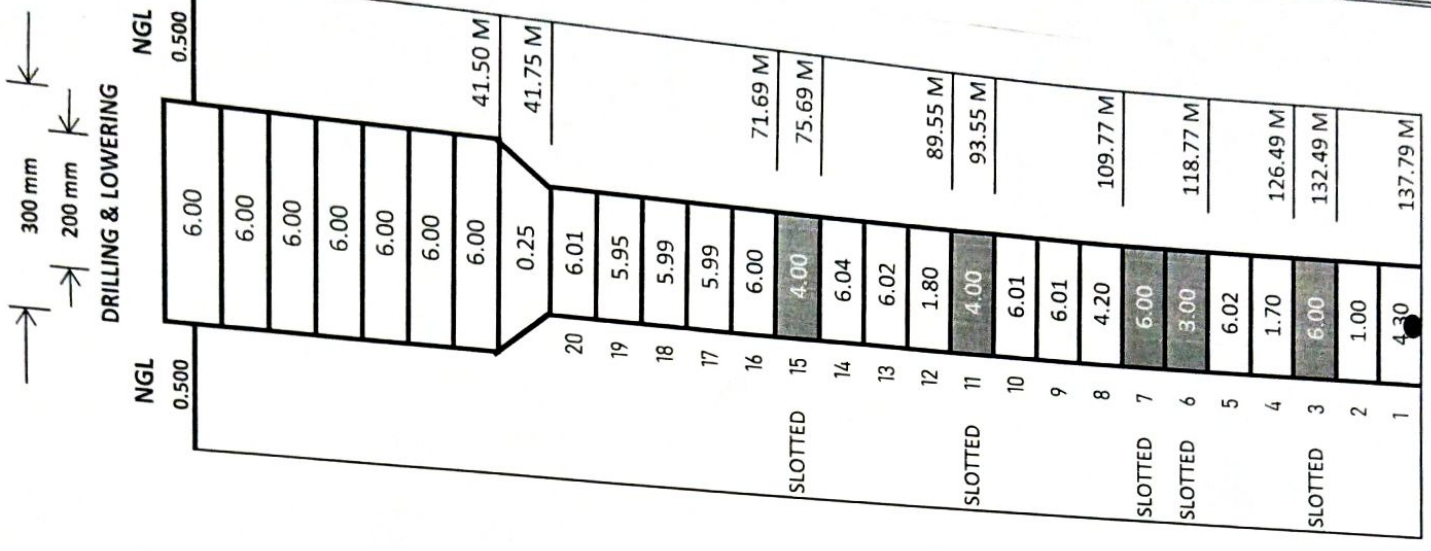 300 mm
200 mm
DRILLING & LOWERING
NGL NGL
0.500 0.500
6.00
6.00
6.00
6.00
6.00
6.00
6.00 41.50 M
0.25 41.75 M
20 6.01
19 5.95
18 5.99
17 5.99
16 6.00 71.69 M
SLOTTED 15 4.00 75.69 M
14 6.04
13 6.02
12 1.80 89.55 M
SLOTTED 11 4.00 93.55 M
10 6.01
9 6.01
8 4.20 109.77 M
SLOTTED 7 6.00
SLOTTED 6 3.00 118.77 M
5 6.02
4 1.70 126.49 M
SLOTTED 3 6.00 132.49 M
2 1.00
1 4.30 137.79 M